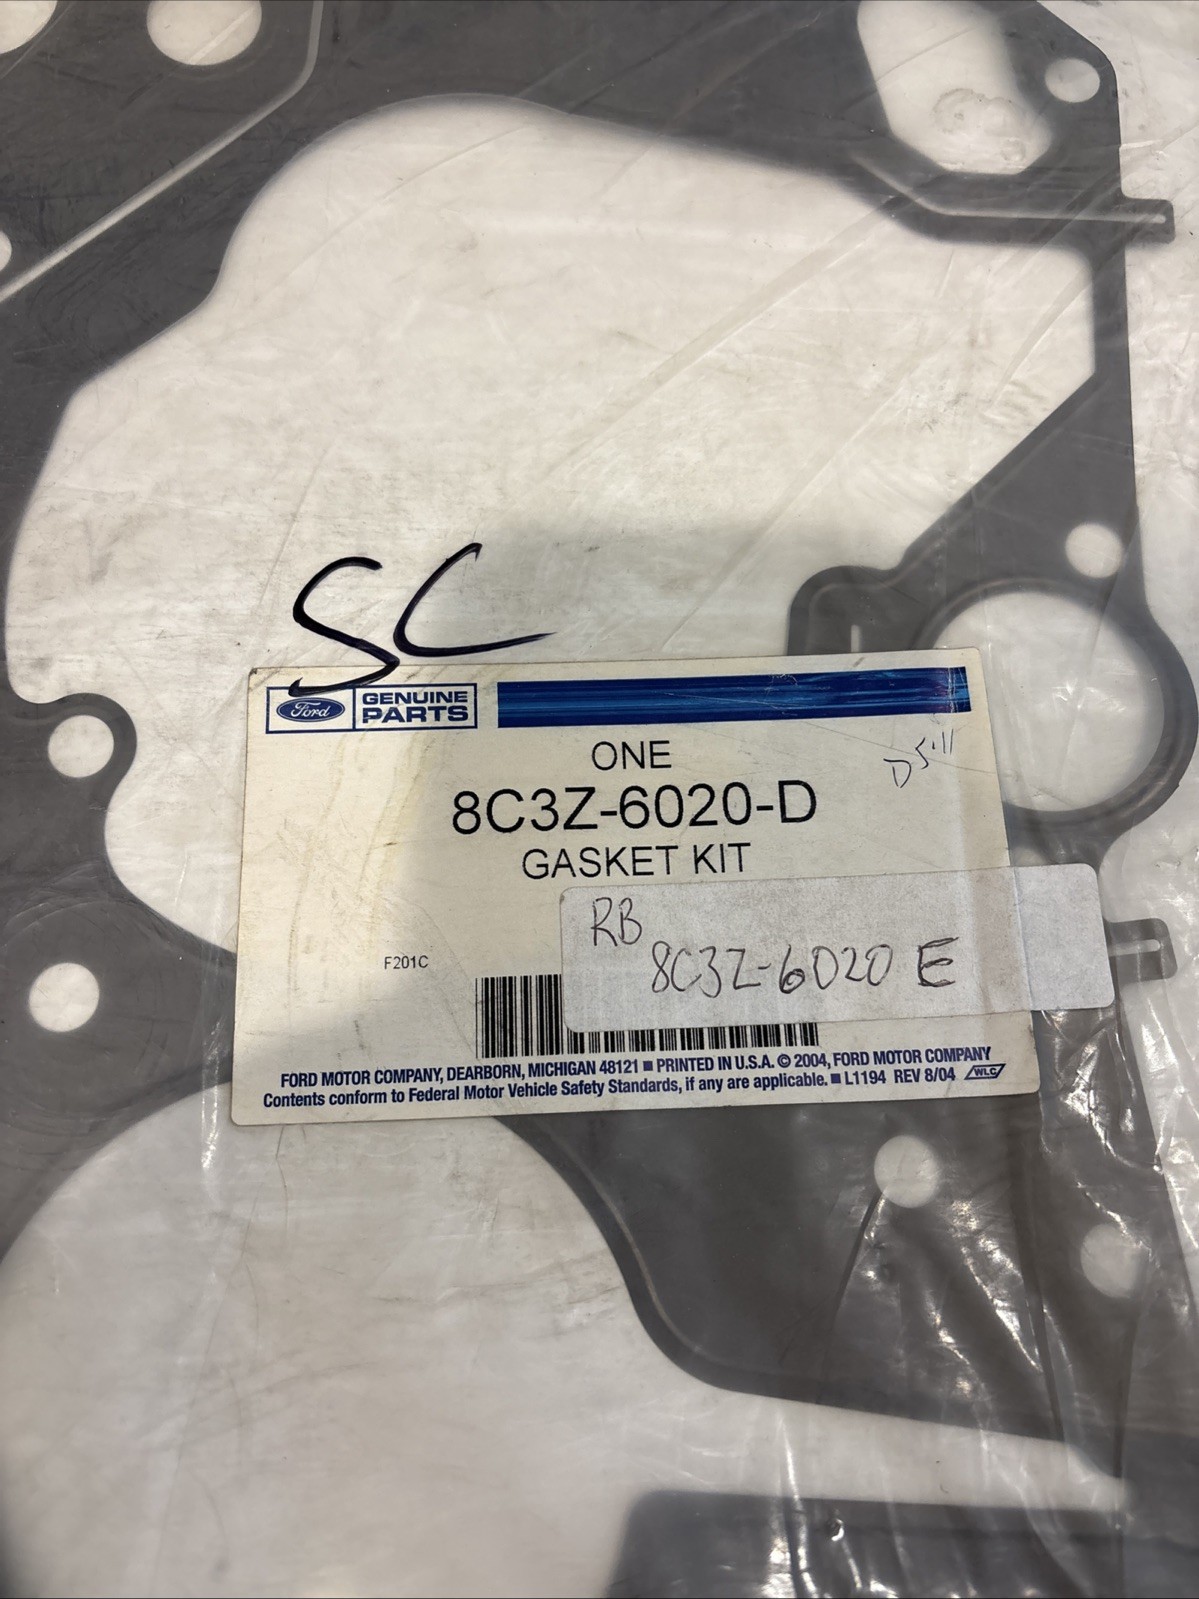 SC
Ford GENUINE PARTS
ONE
D 5.11
8C3Z-6020-D
GASKET KIT
RB
8C3Z-6020 E
F201C
FORD MOTOR COMPANY, DEARBORN, MICHIGAN 48121 ■ PRINTED IN U.S.A. © 2004, FORD MOTOR COMPANY
Contents conform to Federal Motor Vehicle Safety Standards, if any are applicable. ■ L1194 REV 8/04 WLC